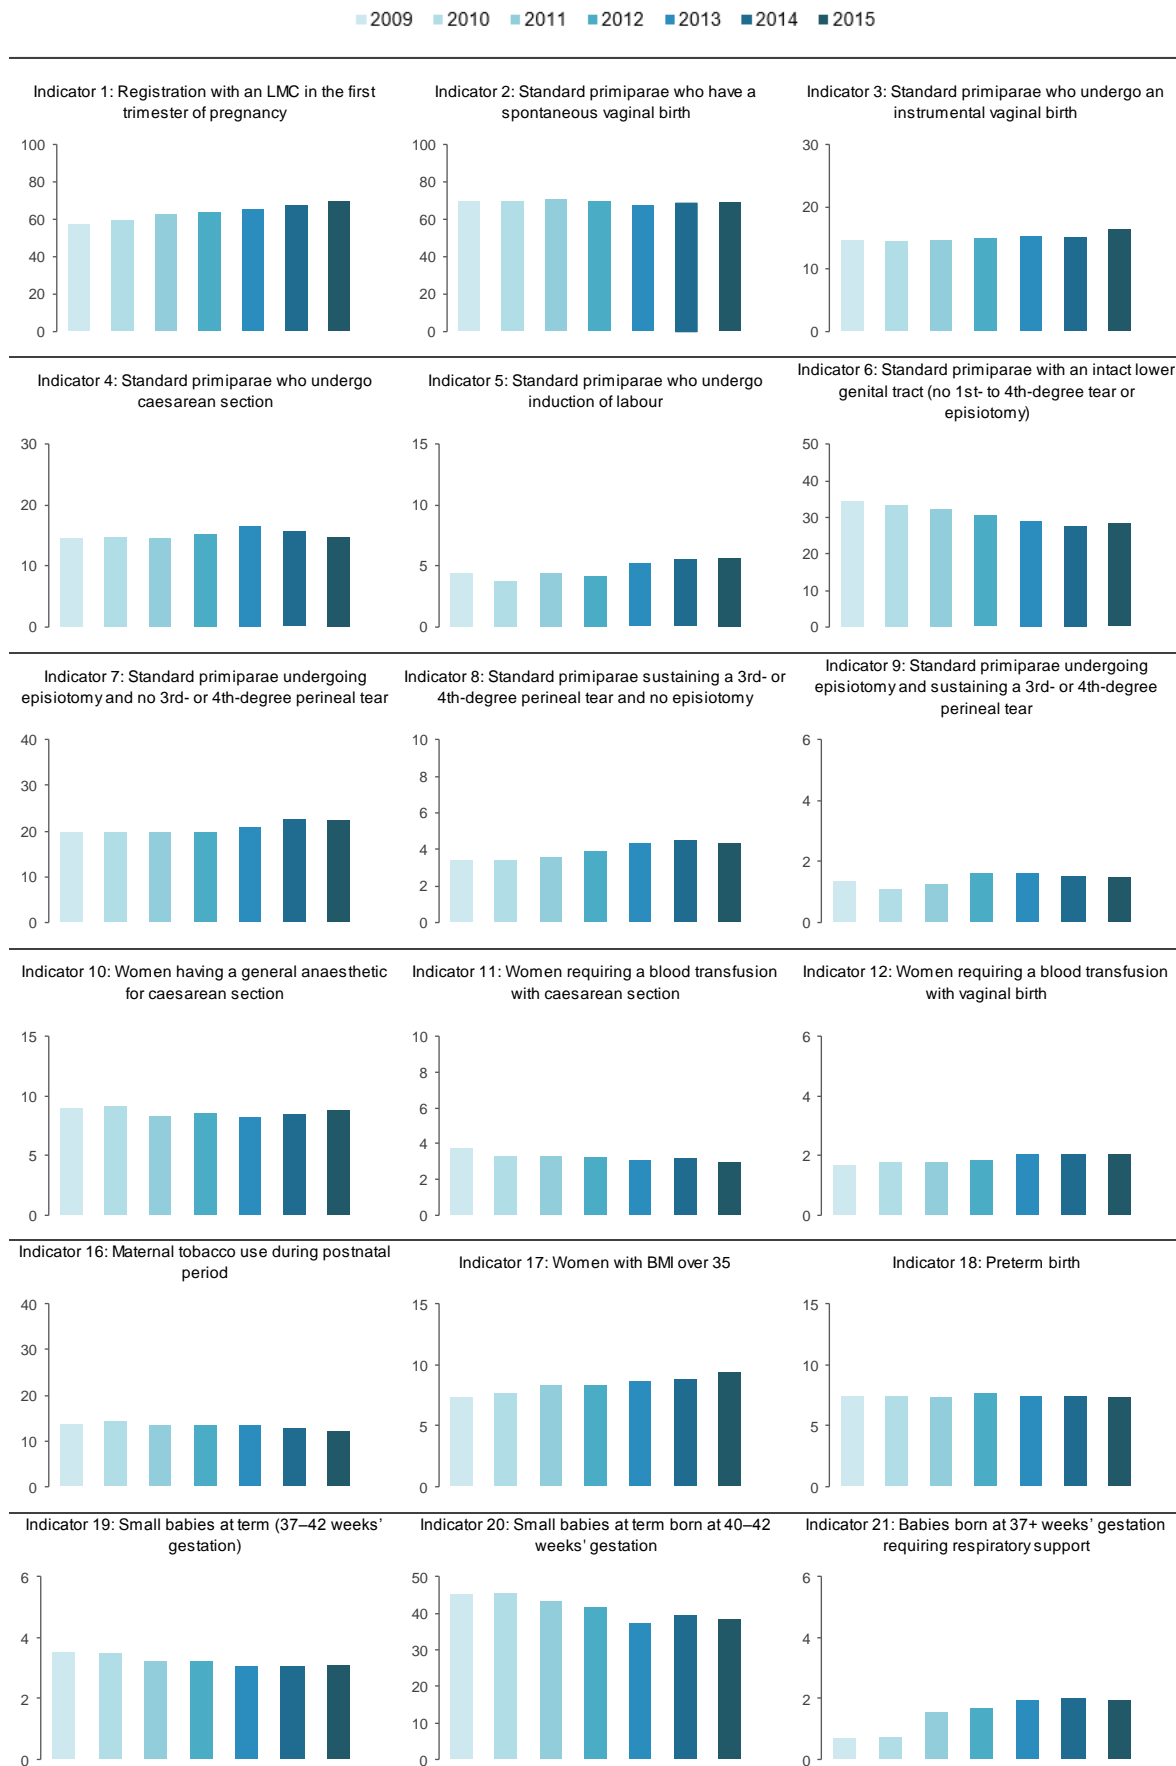 2009 2010 2011 2012 2013 2014 2015
Indicator 1: Registration with an LMC in the first
trimester of pregnancy
100
80
60
40
20
0
Indicator 2: Standard primiparae who have a
spontaneous vaginal birth
100
80
60
40
20
0
Indicator 3: Standard primiparae who undergo an
instrumental vaginal birth
30
20
10
0
Indicator 4: Standard primiparae who undergo
caesarean section
30
20
10
0
Indicator 5: Standard primiparae who undergo
induction of labour
15
10
5
0
Indicator 6: Standard primiparae with an intact lower
genital tract (no 1st- to 4th-degree tear or
episiotomy)
50
40
30
20
10
0
Indicator 7: Standard primiparae undergoing
episiotomy and no 3rd- or 4th-degree perineal tear
40
30
20
10
0
Indicator 8: Standard primiparae sustaining a 3rd- or
4th-degree perineal tear and no episiotomy
10
8
6
4
2
0
Indicator 9: Standard primiparae undergoing
episiotomy and sustaining a 3rd- or 4th-degree
perineal tear
6
4
2
0
Indicator 10: Women having a general anaesthetic
for caesarean section
15
10
5
0
Indicator 11: Women requiring a blood transfusion
with caesarean section
10
8
6
4
2
0
Indicator 12: Women requiring a blood transfusion
with vaginal birth
6
4
2
0
Indicator 16: Maternal tobacco use during postnatal
period
40
30
20
10
0
Indicator 17: Women with BMI over 35
15
10
5
0
Indicator 18: Preterm birth
15
10
5
0
Indicator 19: Small babies at term (37–42 weeks’
gestation)
6
4
2
0
Indicator 20: Small babies at term born at 40–42
weeks’ gestation
50
40
30
20
10
0
Indicator 21: Babies born at 37+ weeks’ gestation
requiring respiratory support
6
4
2
0